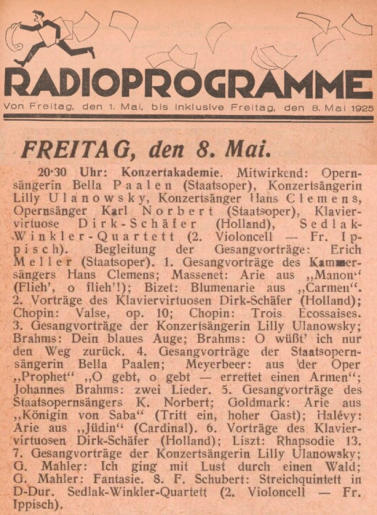 RADIOPROGRAMME
Von Freitag, den 1. Mai, bis inklusive Freitag, den 8. Mai 1925
FREITAG, den 8. Mai.
20·30 Uhr: Konzertakademie. Mitwirkend: Opern-
sängerin Bella Paalen (Staatsoper), Konzertsängerin
Lilly Ulanowsky, Konzertsänger Hans Clemens,
Opernsänger Karl Norbert (Staatsoper), Klavier-
virtuose Dirk-Schäfer (Holland), Sedlak-
Winkler-Quartett (2. Violoncell — Fr. Ip-
pisch). Begleitung der Gesangvorträge: Erich
Meller (Staatsoper). 1. Gesangvorträge des Kammer-
sängers Hans Clemens; Massenet: Arie aus „Manon“
(Flieh', o flieh'!); Bizet: Blumenarie aus „Carmen“.
2. Vorträge des Klaviervirtuosen Dirk-Schäfer (Holland);
Chopin: Valse, op. 10; Chopin: Trois Ecossaises.
3. Gesangvorträge der Konzertsängerin Lilly Ulanowsky;
Brahms: Dein blaues Auge; Brahms: O wüßt' ich nur
den Weg zurück. 4. Gesangvorträge der Staatsopern-
sängerin Bella Paalen; Meyerbeer: aus der Oper
„Prophet“ „O gebt, o gebt — errettet einen Armen“;
Johannes Brahms: zwei Lieder. 5. Gesangvorträge des
Staatsopernsängers K. Norbert; Goldmark: Arie aus
„Königin von Saba“ (Tritt ein, hoher Gast); Halévy:
Arie aus „Jüdin“ (Cardinal). 6. Vorträge des Klavier-
virtuosen Dirk-Schäfer (Holland); Liszt: Rhapsodie 13.
7. Gesangvorträge der Konzertsängerin Lilly Ulanowsky;
G. Mahler: Ich ging mit Lust durch einen Wald;
G. Mahler: Fantasie. 8. F. Schubert: Streichquintett in
D-Dur. Sedlak-Winkler-Quartett (2. Violoncell — Fr.
Ippisch).